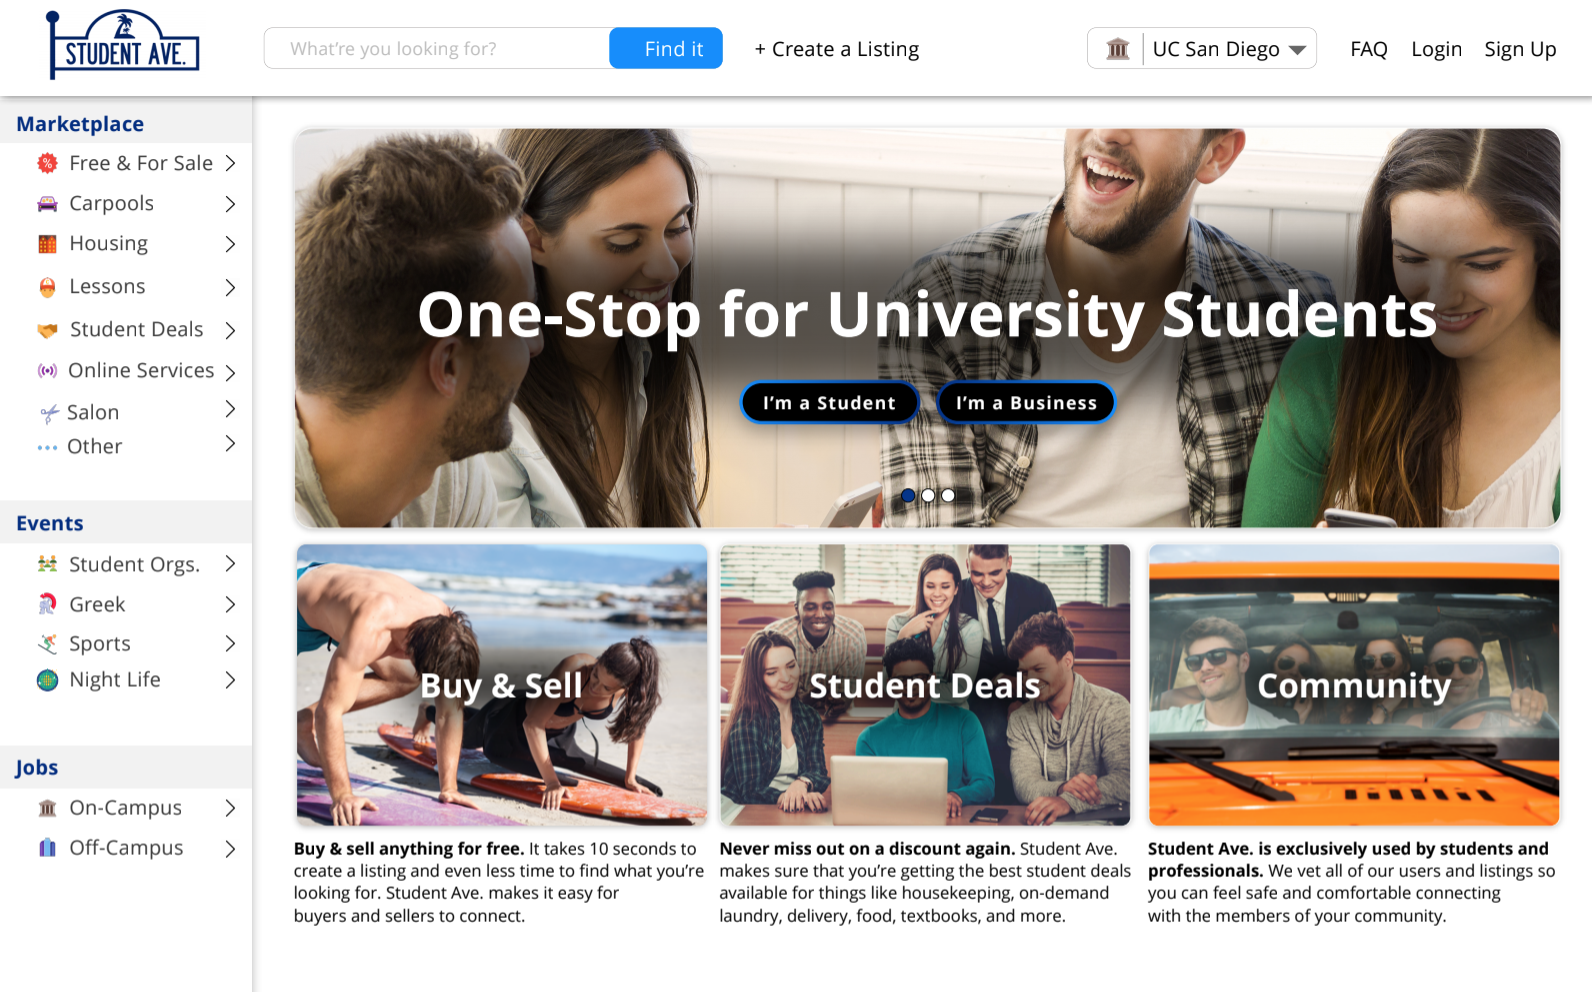 STUDENT AVE.
What're you looking for?
Find it
+ Create a Listing
UC San Diego
FAQ
Login
Sign Up
Marketplace
Free & For Sale
Carpools
Housing
Lessons
Student Deals
Online Services
Salon
Other
Events
Student Orgs.
Greek
Sports
Night Life
Jobs
On-Campus
Off-Campus
One-Stop for University Students
I'm a Student
I'm a Business
Buy & Sell
Buy & sell anything for free. It takes 10 seconds to
create a listing and even less time to find what you're
looking for. Student Ave. makes it easy for
buyers and sellers to connect.
Student Deals
Never miss out on a discount again. Student Ave.
makes sure that you're getting the best student deals
available for things like housekeeping, on-demand
laundry, delivery, food, textbooks, and more.
Community
Student Ave. is exclusively used by students and
professionals. We vet all of our users and listings so
you can feel safe and comfortable connecting
with the members of your community.